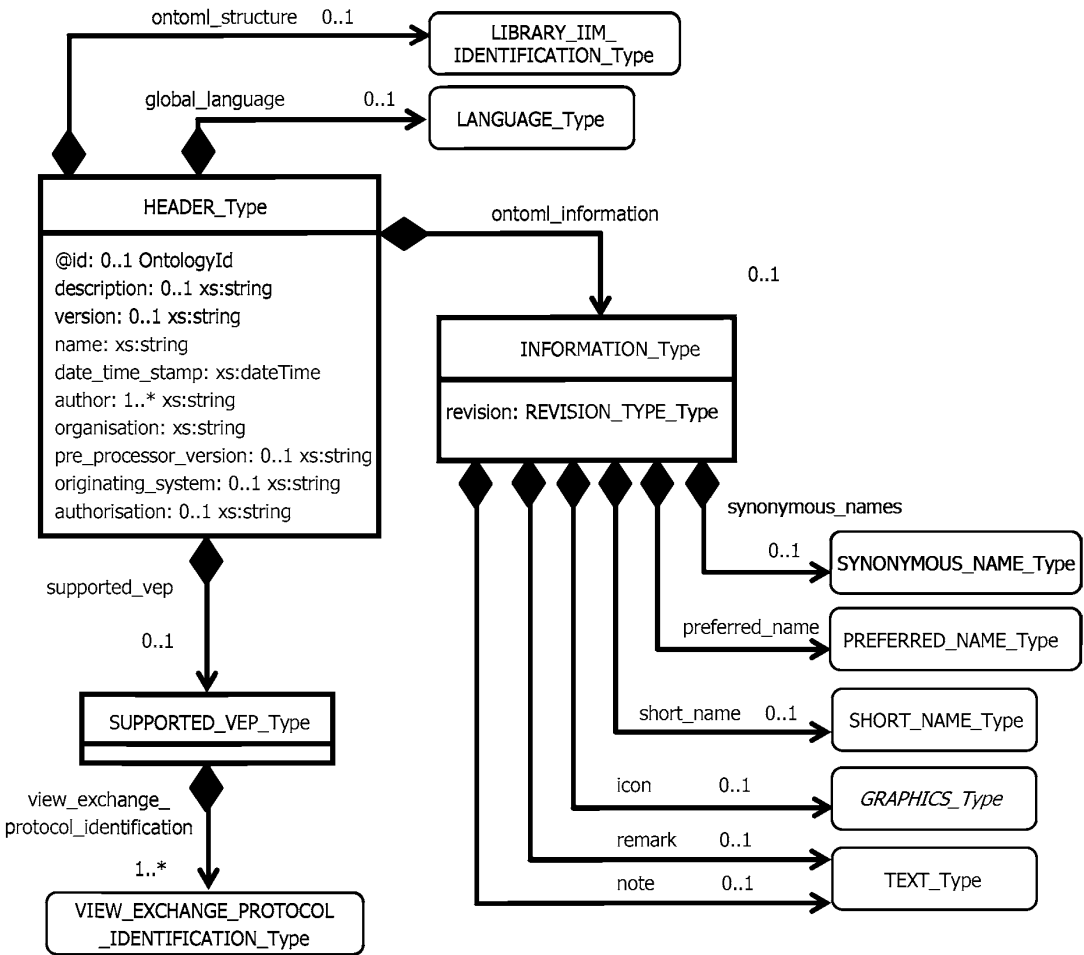 ontoml_structure 0..1
LIBRARY_IIM_
IDENTIFICATION_Type
global_language 0..1
LANGUAGE_Type
HEADER_Type
ontoml_information
@id: 0..1 OntologyId
description: 0..1 xs:string
version: 0..1 xs:string
name: xs:string
date_time_stamp: xs:dateTime
author: 1..* xs:string
organisation: xs:string
pre_processor_version: 0..1 xs:string
originating_system: 0..1 xs:string
authorisation: 0..1 xs:string
0..1
INFORMATION_Type
revision: REVISION_TYPE_Type
synonymous_names
0..1
SYNONYMOUS_NAME_Type
preferred_name
PREFERRED_NAME_Type
short_name 0..1
SHORT_NAME_Type
icon 0..1
GRAPHICS_Type
remark 0..1
note 0..1
TEXT_Type
supported_vep
0..1
SUPPORTED_VEP_Type
view_exchange_
protocol_identification
1..*
VIEW_EXCHANGE_PROTOCOL
_IDENTIFICATION_Type